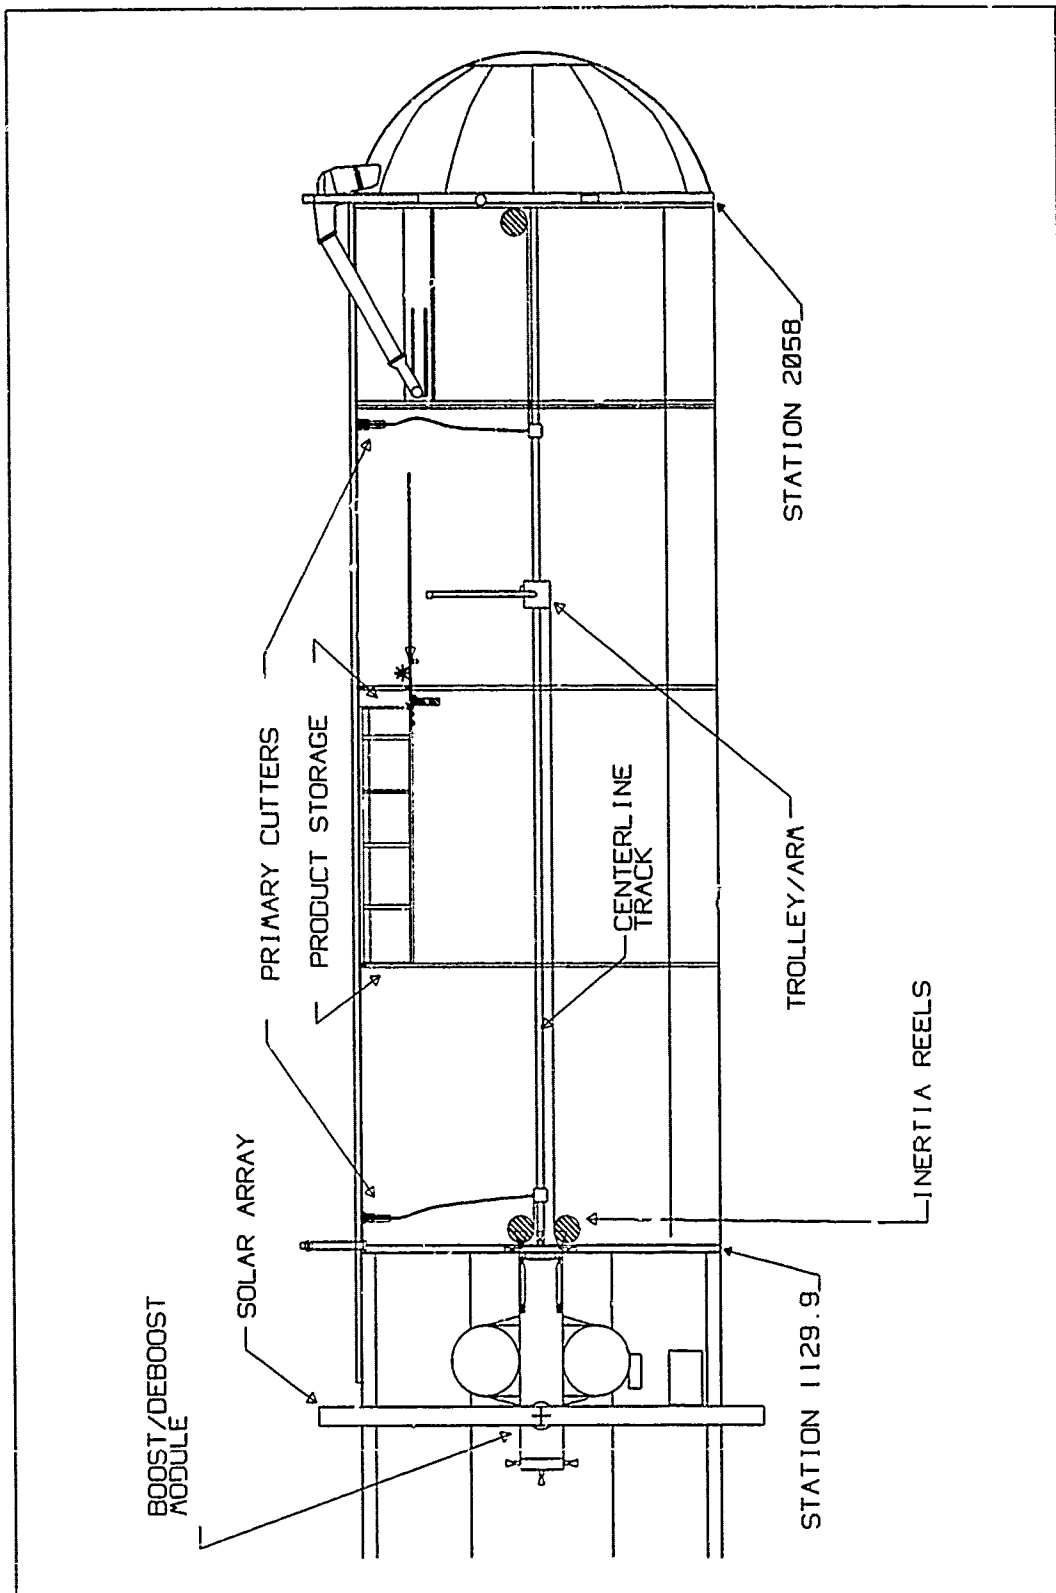 BOOST/DEBOOST
MODULE
SOLAR ARRAY
PRIMARY CUTTERS
PRODUCT STORAGE
CENTERLINE
TRACK
TROLLEY/ARM
STATION 2058
STATION 1129.9
INERTIA REELS